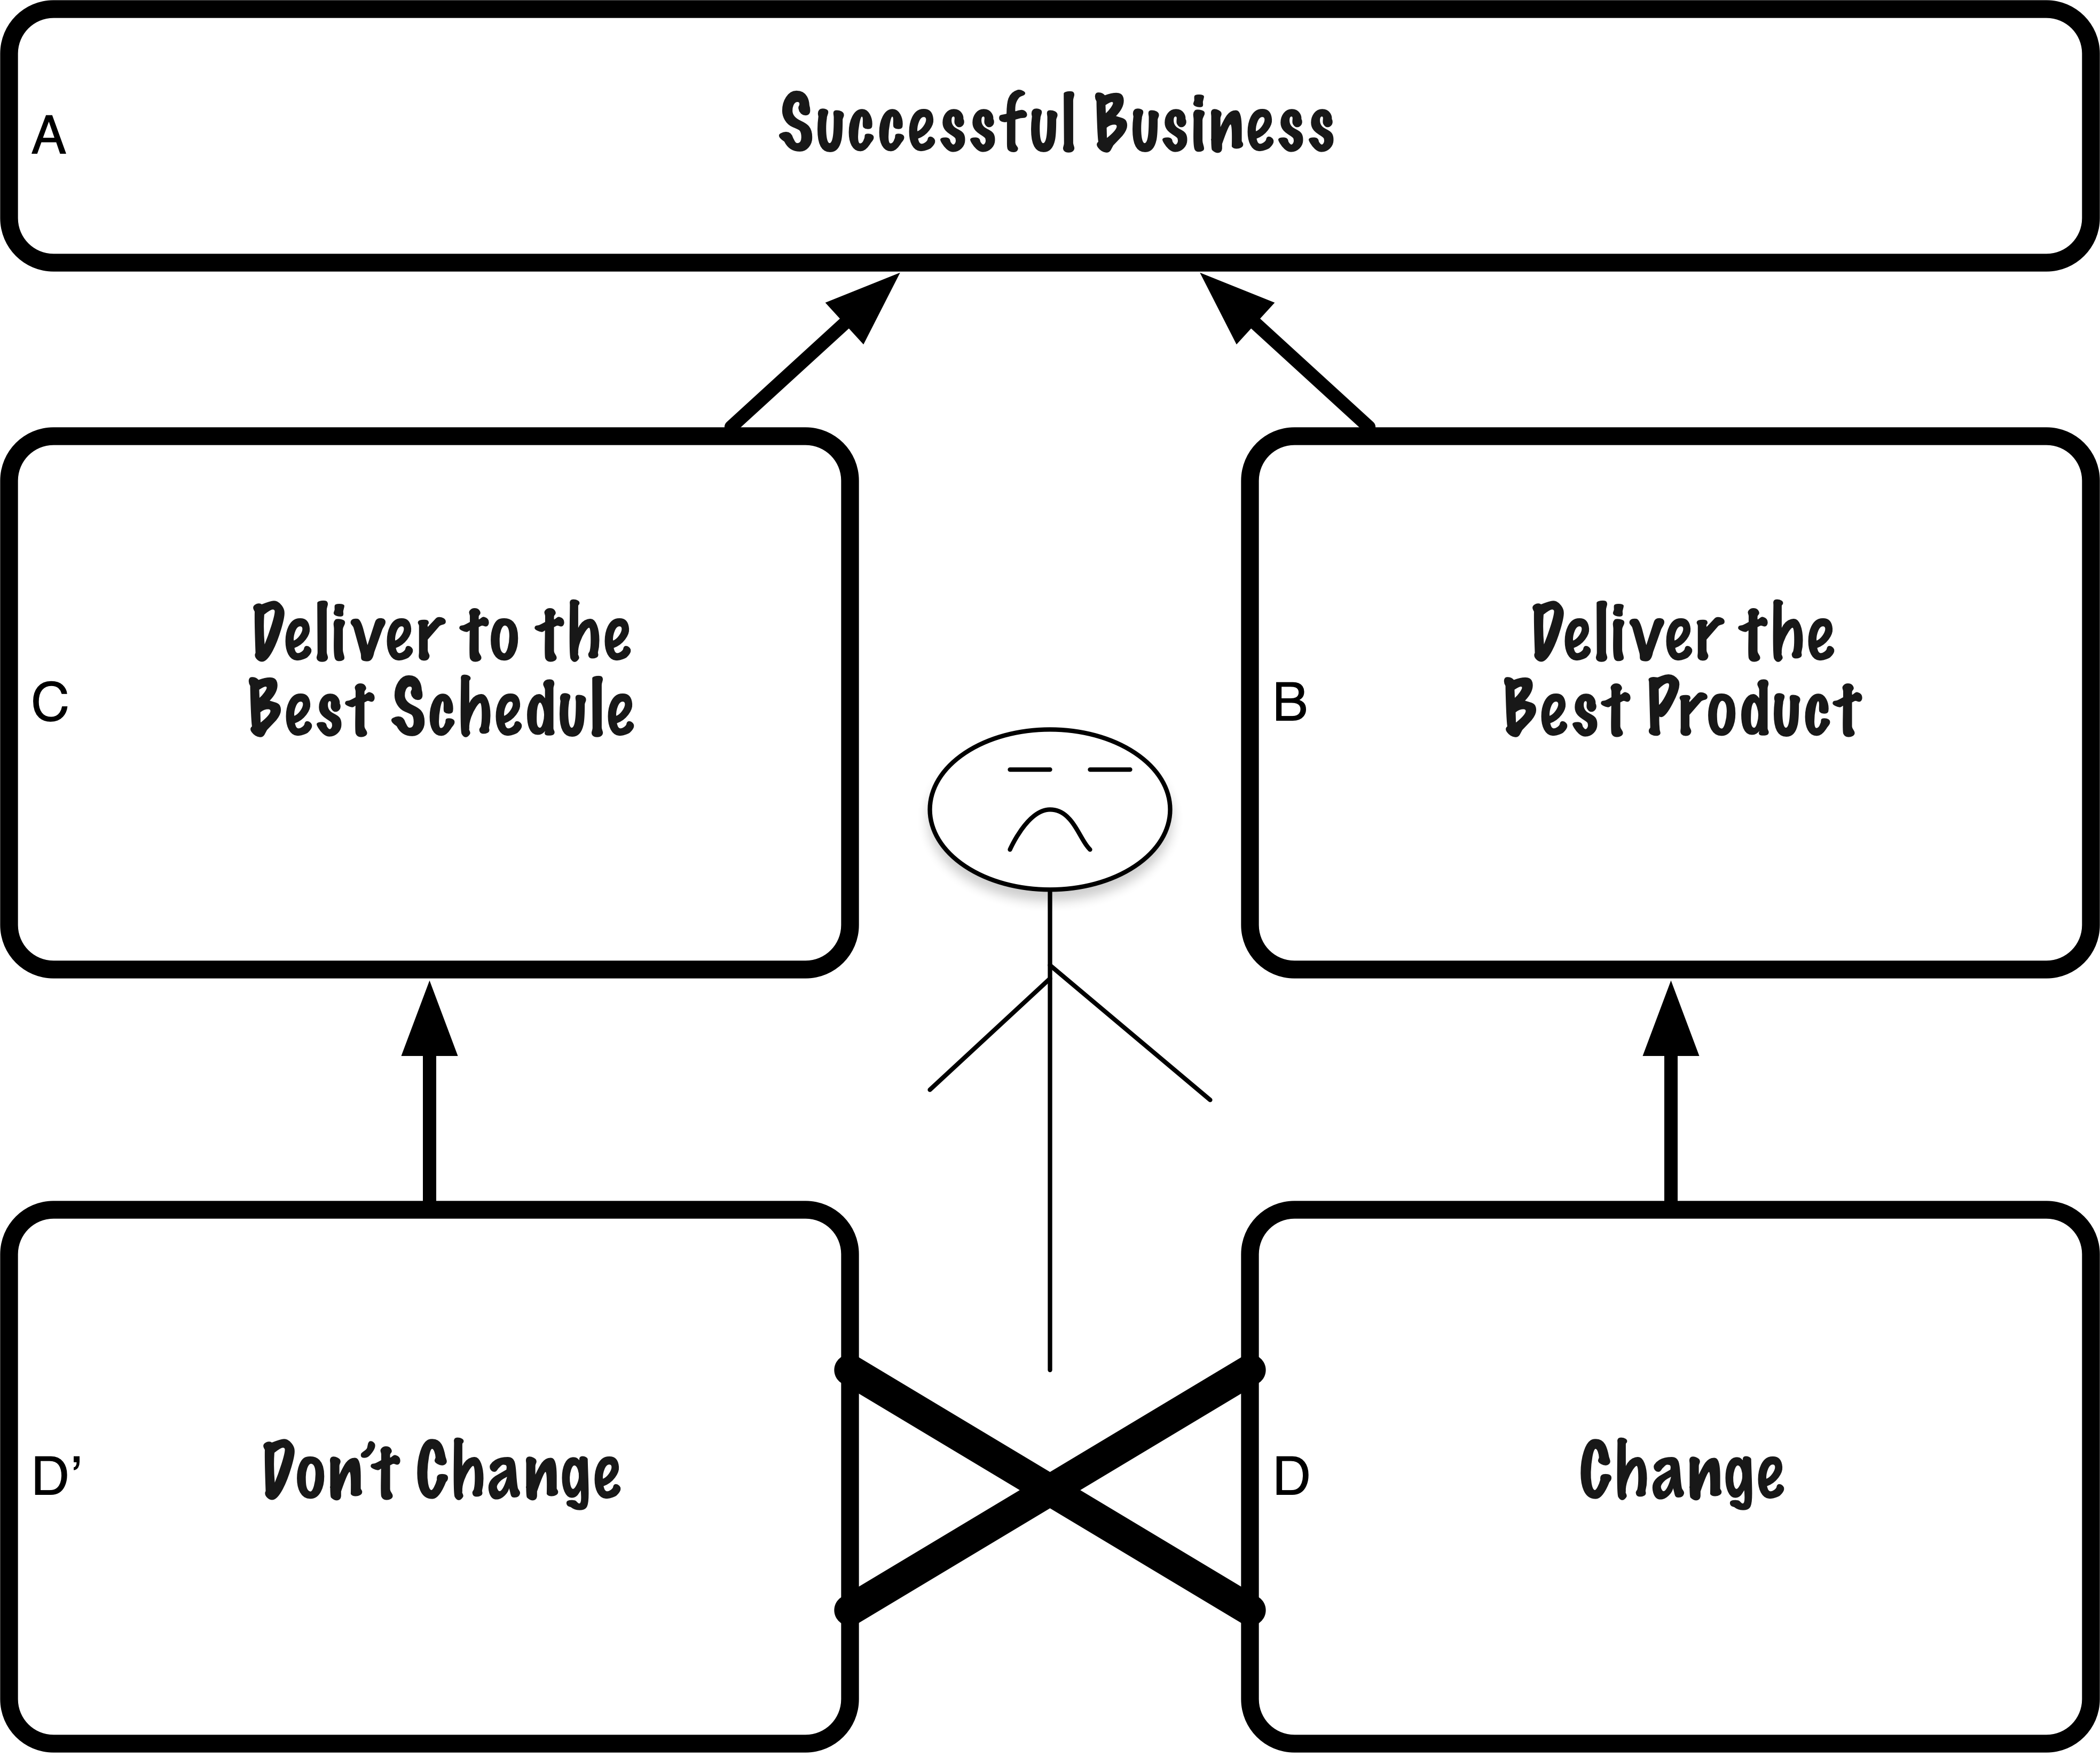 A
Successful Business
C
Deliver to the
Best Schedule
B
Deliver the
Best Product
D'
Don't Change
D
Change